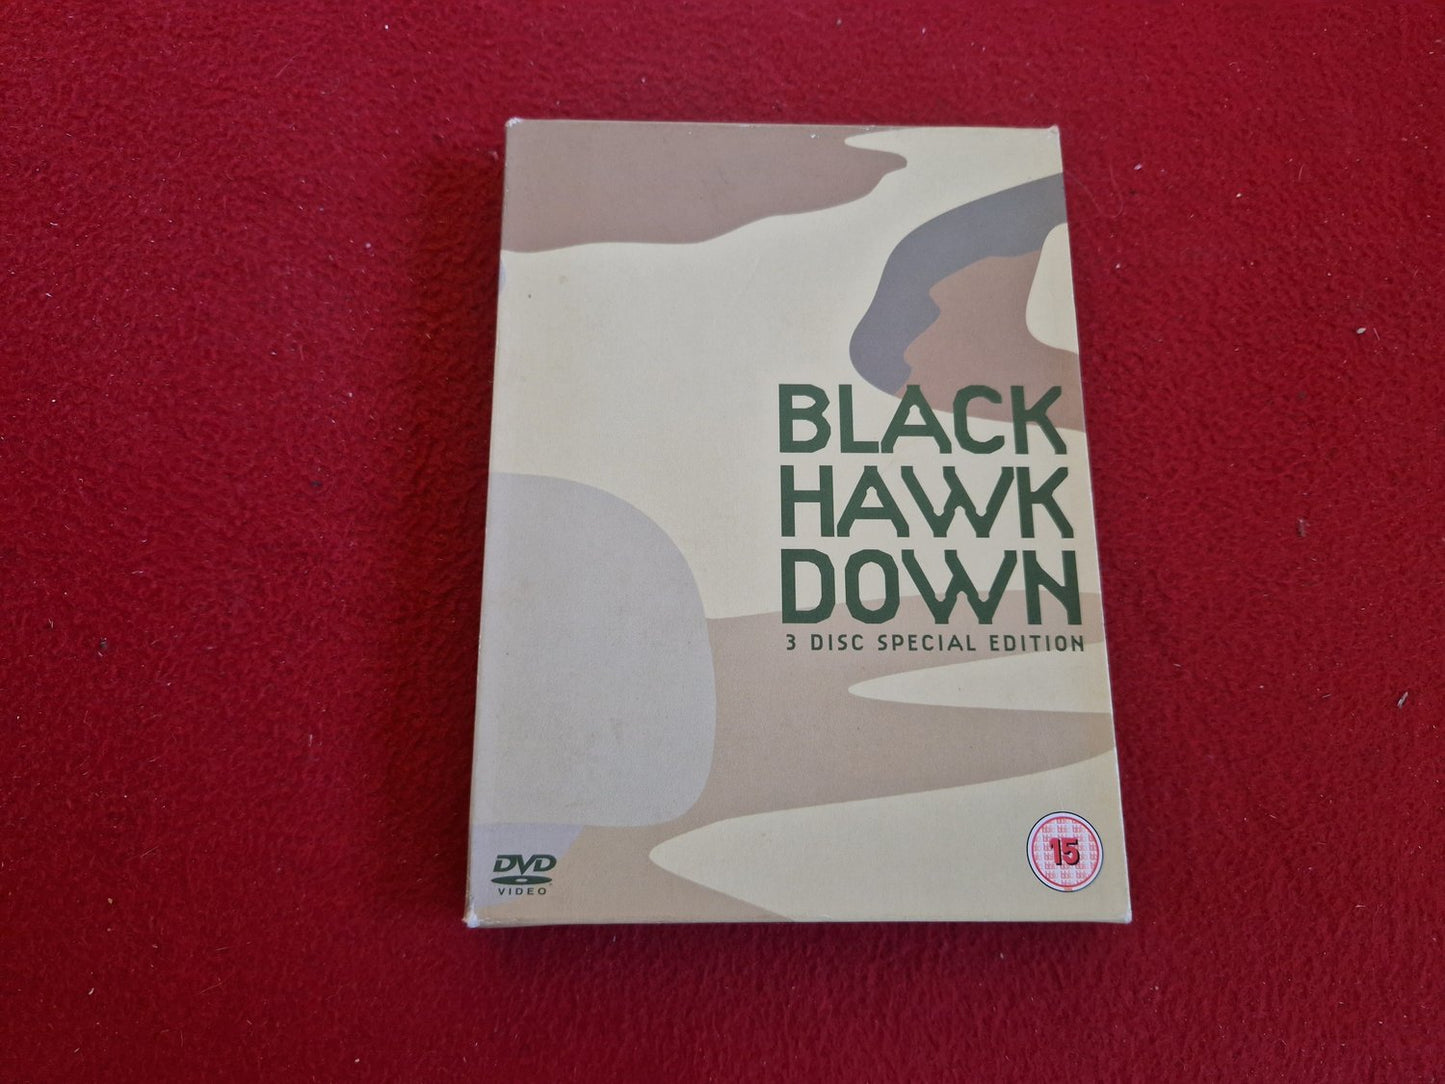 BLACK
HAWK
DOWN
3 DISC SPECIAL EDITION
DVD
VIDEO
15